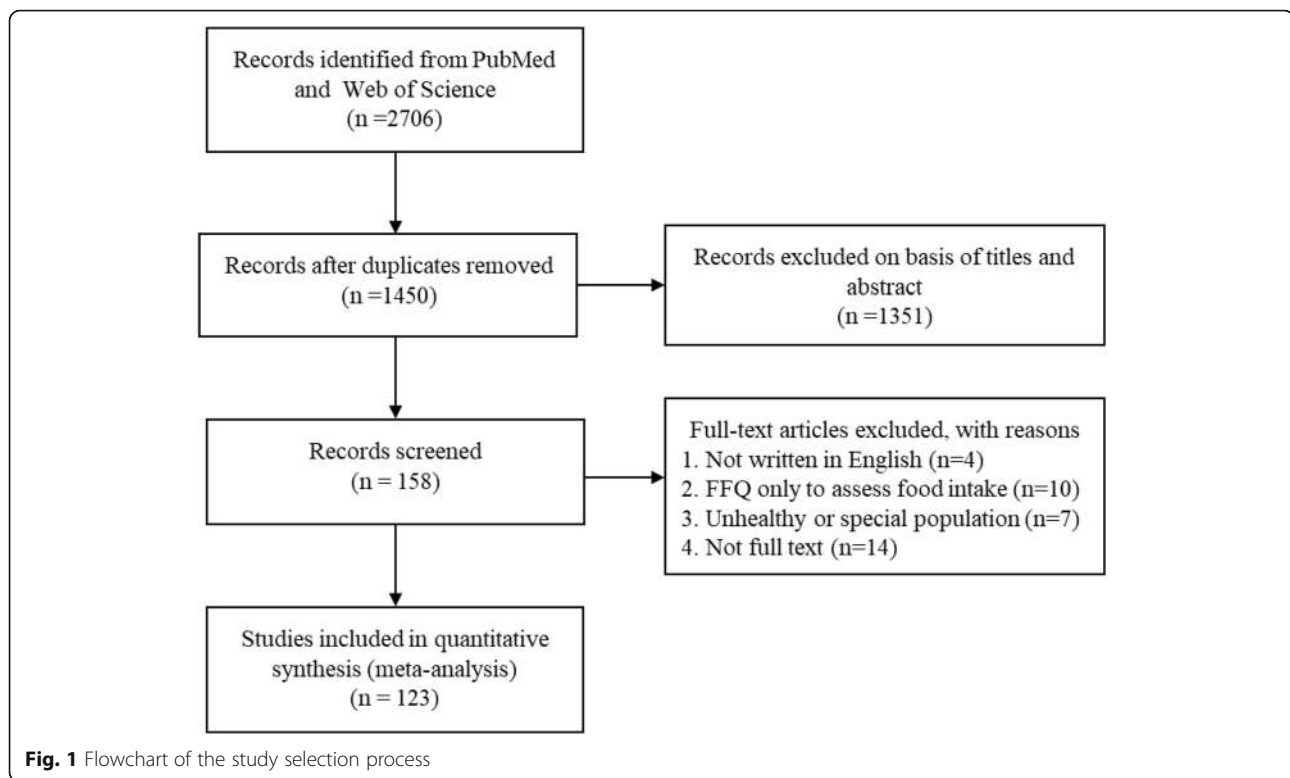 Records identified from PubMed
and Web of Science
(n =2706)
Records after duplicates removed
(n =1450)
Records excluded on basis of titles and
abstract
(n =1351)
Records screened
(n = 158)
Full-text articles excluded, with reasons
1. Not written in English (n=4)
2. FFQ only to assess food intake (n=10)
3. Unhealthy or special population (n=7)
4. Not full text (n=14)
Studies included in quantitative
synthesis (meta-analysis)
(n = 123)
Fig. 1 Flowchart of the study selection process